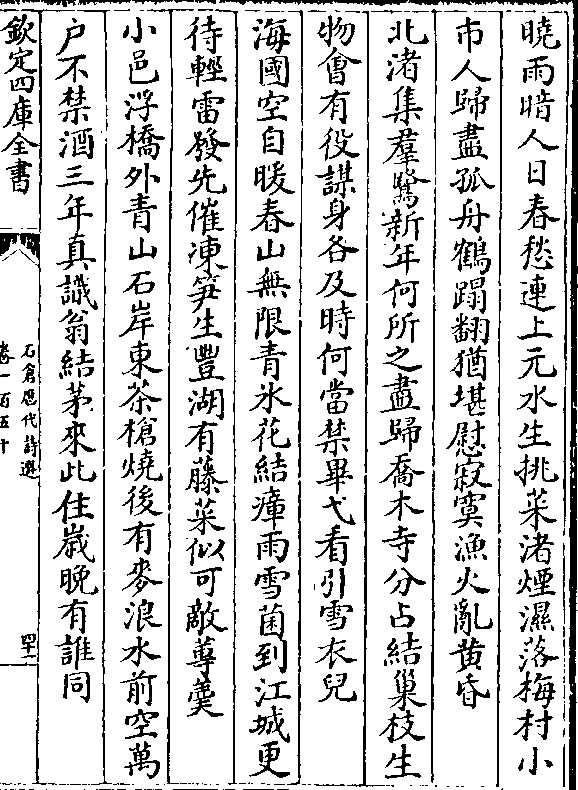 曉雨暗人日春愁連上元水生挑菜渚煙濕落梅村小
市人歸盡孤舟鶴踏翻猶堪慰寂寞漁火亂黃昏
北渚集羣鷺新年何所之盡歸喬木寺分占結巢枝生
物會有役謀身各及時何當禁畢弋看引雪衣兒
海國空自暖春山無限青氷花結瘴雨雪菌到江城更
待輕雷發先催凍笋生豐湖有藤菜似可敵蓴羮
小邑浮橋外青山石岸東茶槍燒後有麥浪水前空萬
户不禁酒三年真識翁結茅來此住歲晚有誰同
欽定四庫全書
石倉歴代詩選
卷一百五十
四十一